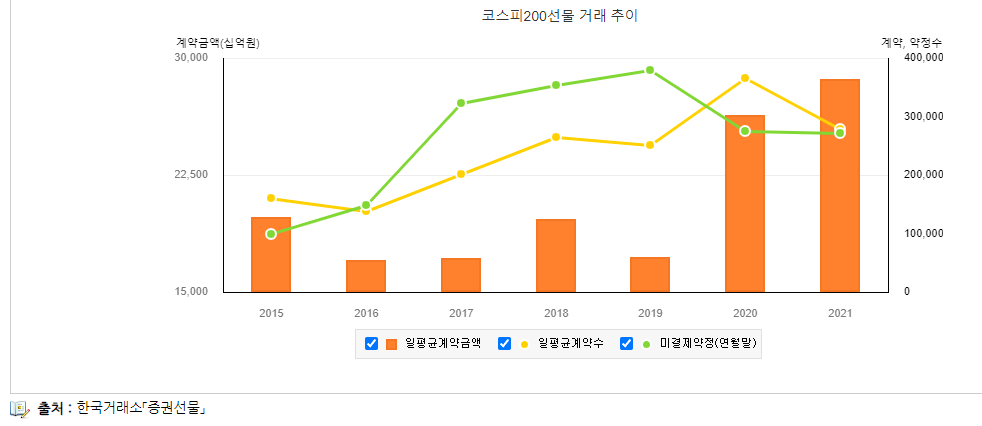 코스피200선물 거래 추이
계약금액(십억원) 계약, 약정수
30,000 400,000
300,000
22,500 200,000
100,000
15,000 0
2015 2016 2017 2018 2019 2020 2021
일평균계약금액 일평균계약수 미결제약정(연월말)
출처 : 한국거래소「증권선물」